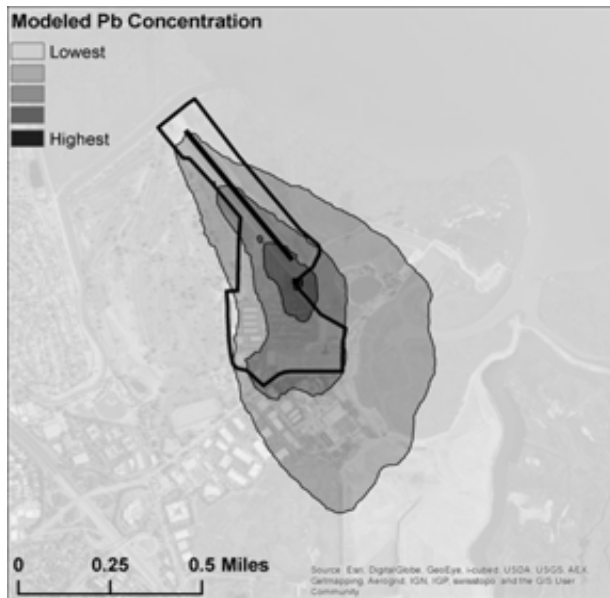 Modeled Pb Concentration
Lowest
Highest
0 0.25 0.5 Miles
Source: Esri, DigitalGlobe, GeoEye, i-cubed, USDA, USGS, AEX,
Getmapping, Aerogrid, IGN, IGP, swisstopo, and the GIS User
Community